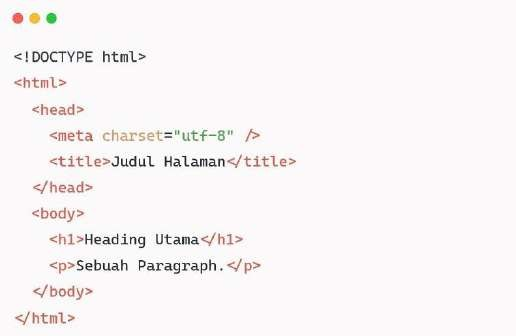 <!DOCTYPE html>
<html>
<head>
<meta charset="utf-8" />
<title>Judul Halaman</title>
</head>
<body>
<h1>Heading Utama</h1>
<p>Sebuah Paragraph.</p>
</body>
</html>